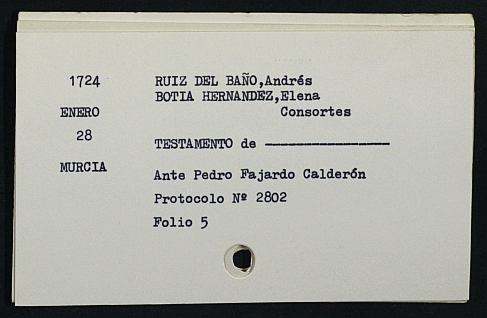 1724 RUIZ DEL BAÑO,Andrés
BOTIA HERNANDEZ,Elena
ENERO Consortes
28
TESTAMENTO de -----------------
MURCIA
Ante Pedro Fajardo Calderón
Protocolo Nº 2802
Folio 5